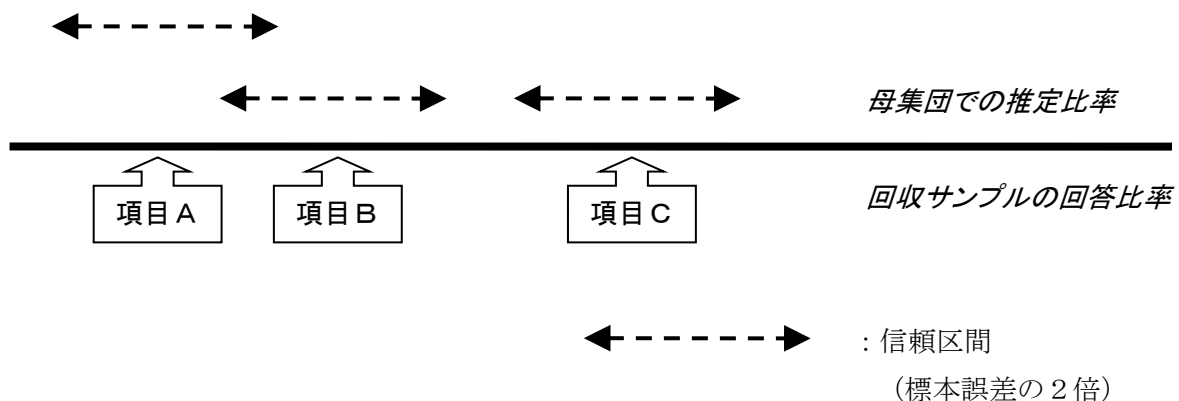 母集団での推定比率
回収サンプルの回答比率
項目A
項目B
項目C
：信頼区間
（標本誤差の２倍）